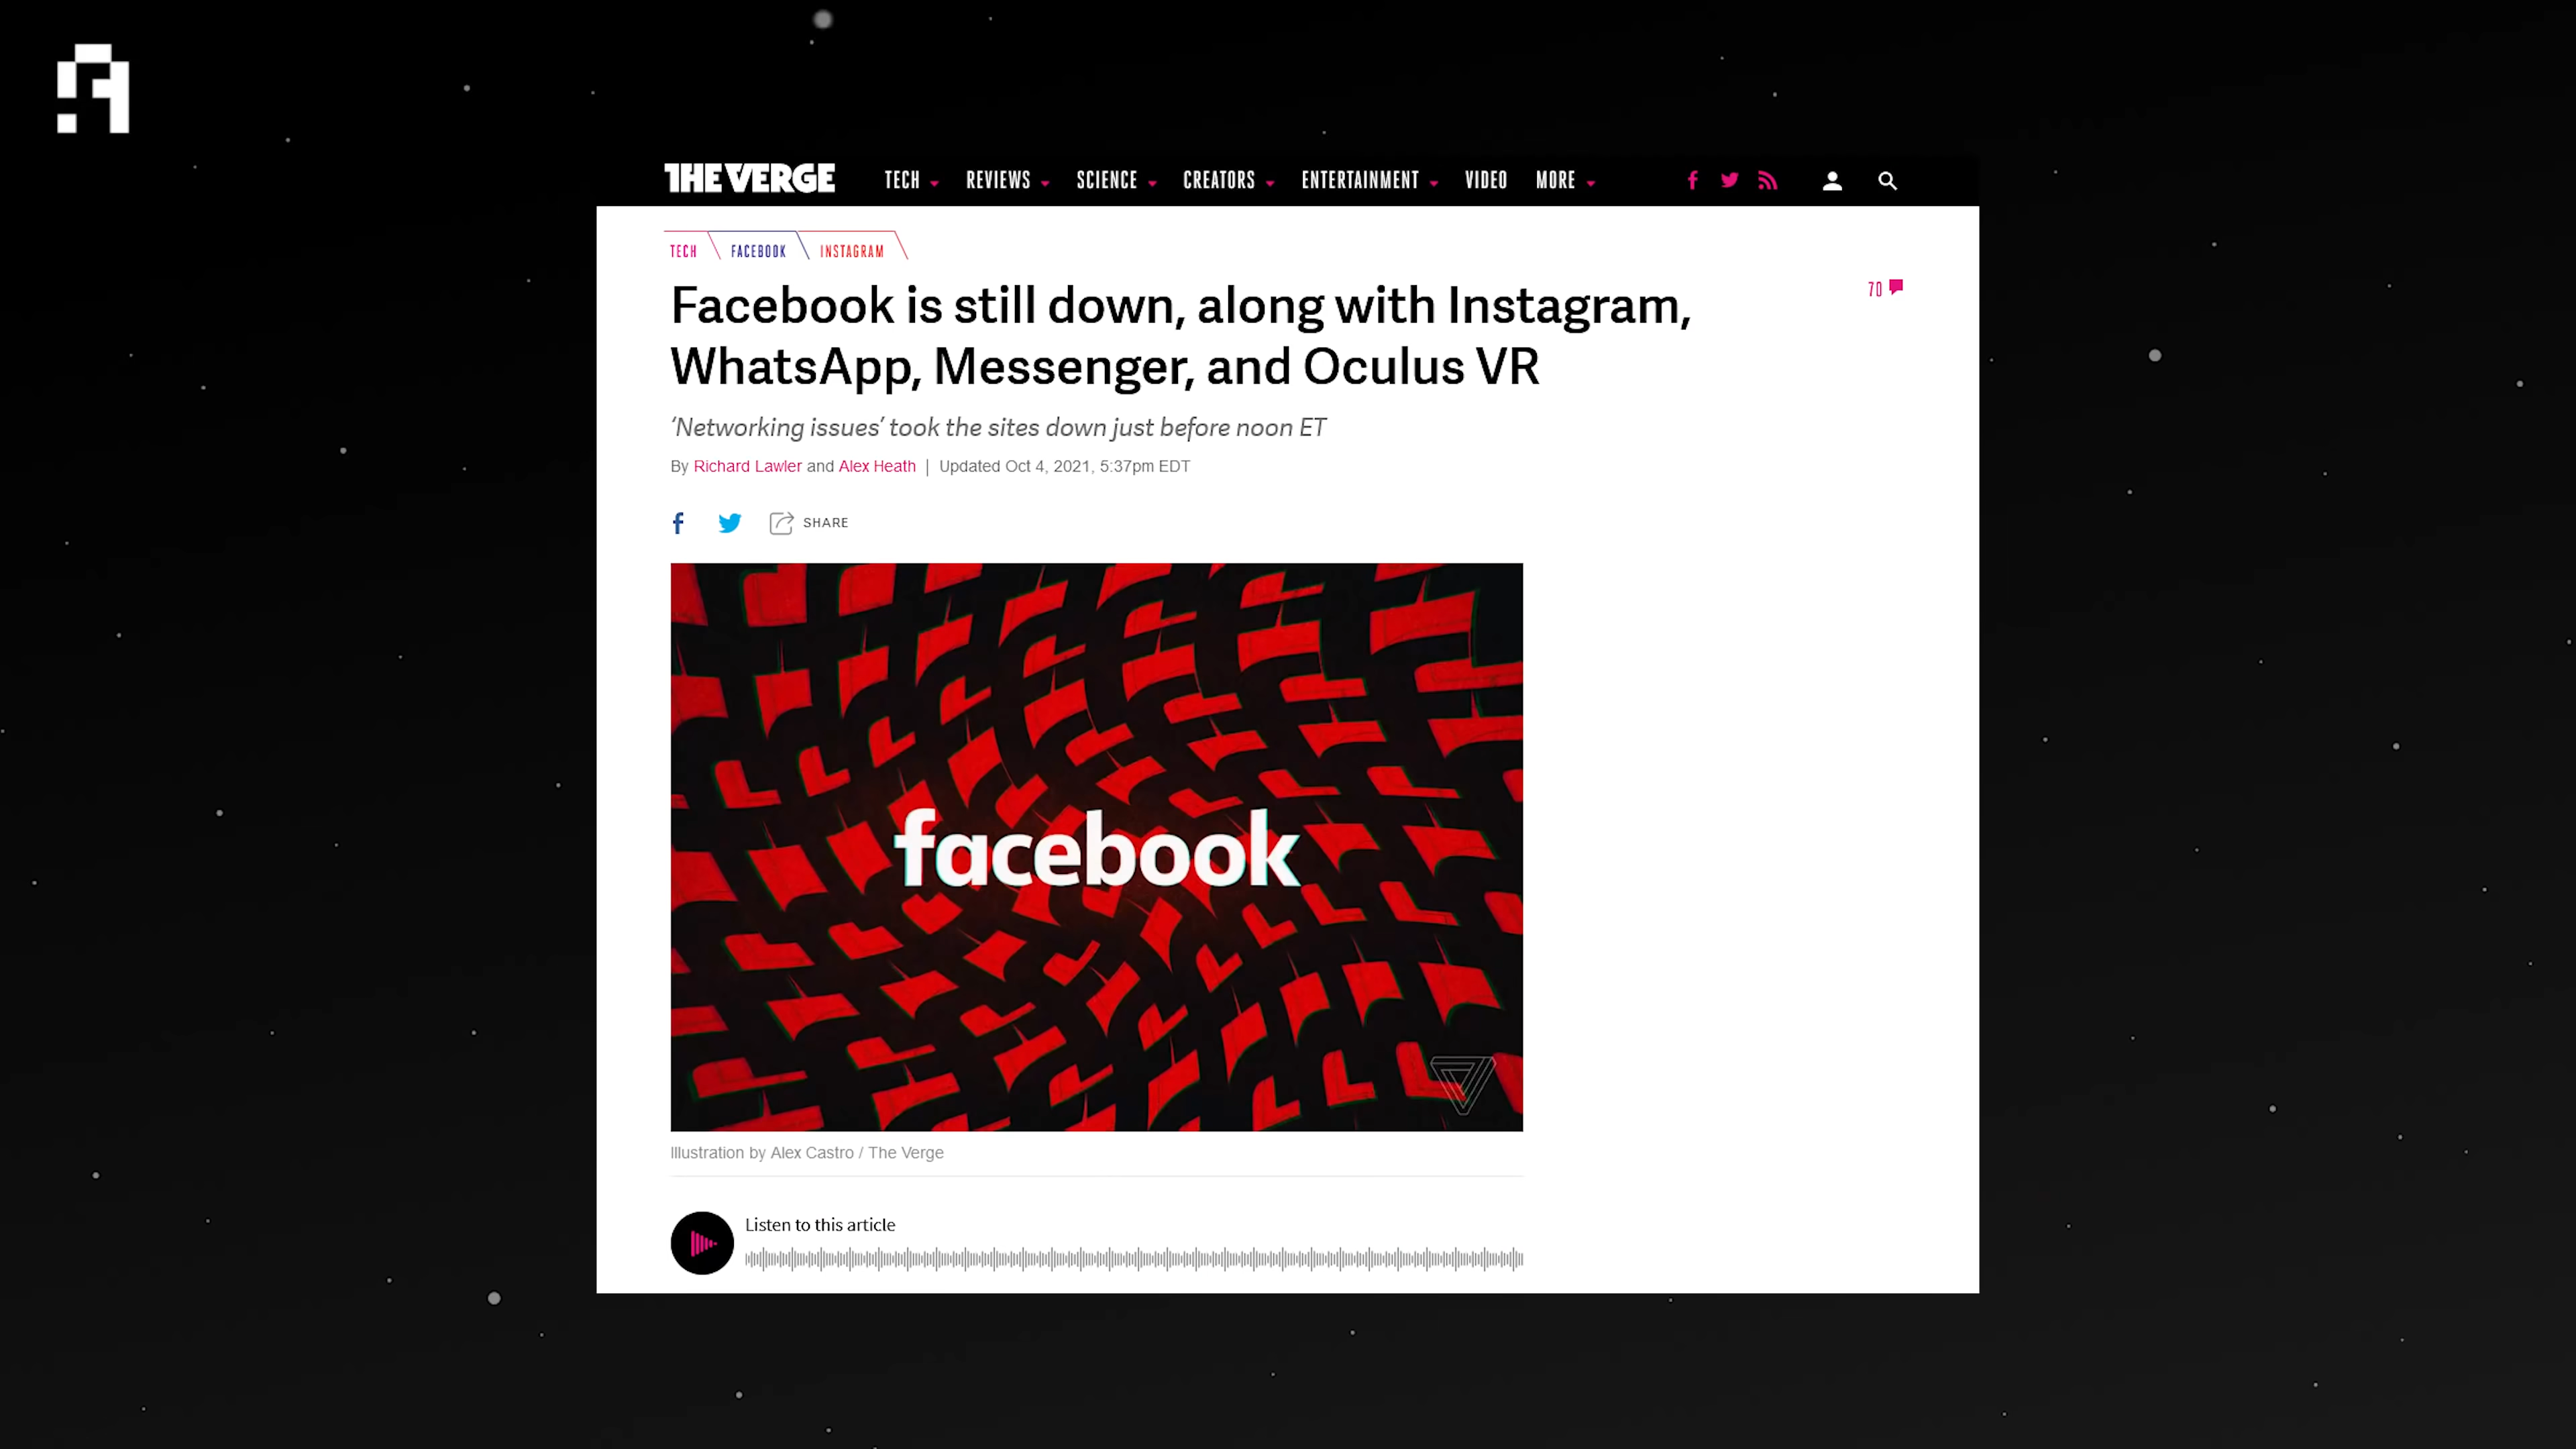 THE VERGE TECH REVIEWS SCIENCE CREATORS ENTERTAINMENT VIDEO MORE
TECH FACEBOOK INSTAGRAM
Facebook is still down, along with Instagram,
70
WhatsApp, Messenger, and Oculus VR
‘Networking issues’ took the sites down just before noon ET
By Richard Lawler and Alex Heath | Updated Oct 4, 2021, 5:37pm EDT
SHARE
facebook
Illustration by Alex Castro / The Verge
Listen to this article